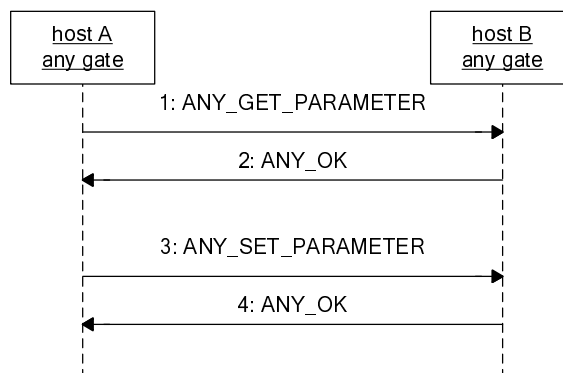 host A
any gate
host B
any gate
1: ANY_GET_PARAMETER
2: ANY_OK
3: ANY_SET_PARAMETER
4: ANY_OK